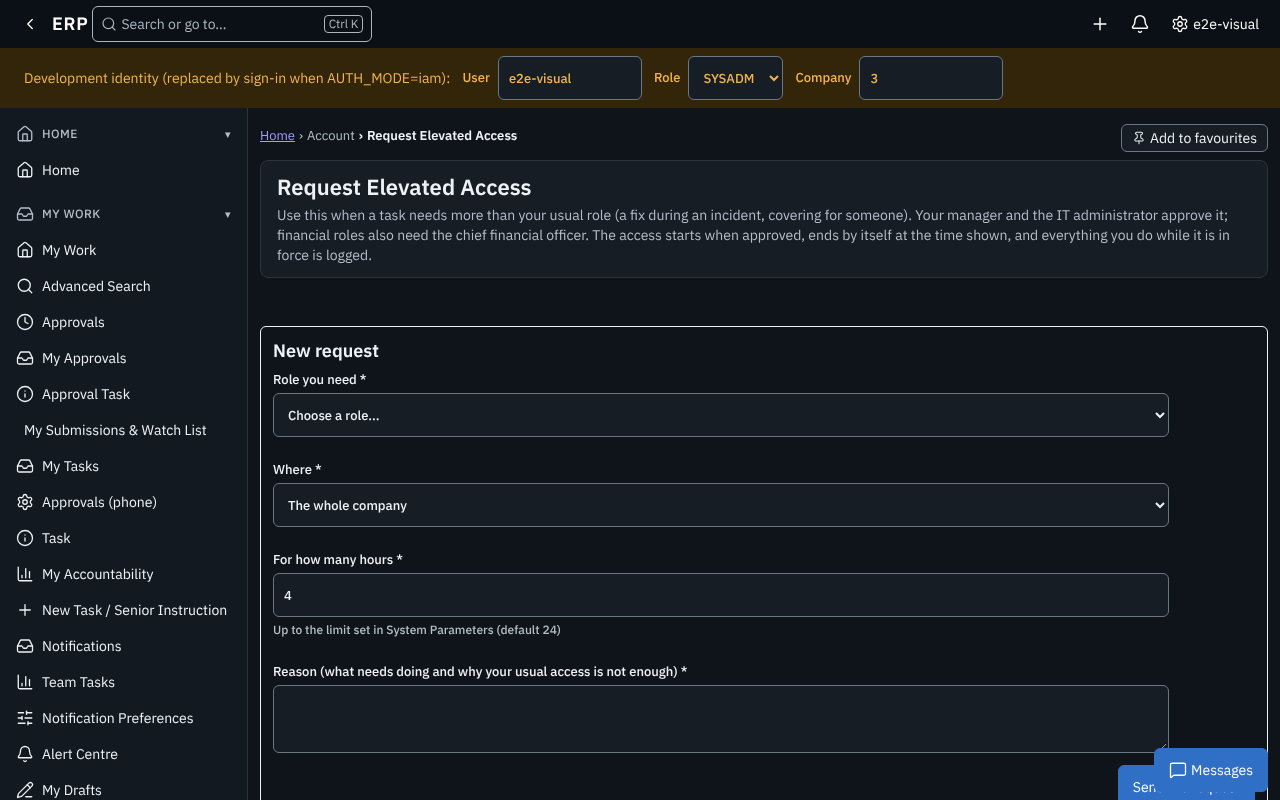 ERP
Search or go to...
Ctrl K
e2e-visual
Development identity (replaced by sign-in when AUTH_MODE=iam):
User
e2e-visual
Role
SYSADM
Company
3
HOME
Home
MY WORK
My Work
Advanced Search
Approvals
My Approvals
Approval Task
My Submissions & Watch List
My Tasks
Approvals (phone)
Task
My Accountability
New Task / Senior Instruction
Notifications
Team Tasks
Notification Preferences
Alert Centre
My Drafts
Home › Account › Request Elevated Access
Add to favourites
Request Elevated Access
Use this when a task needs more than your usual role (a fix during an incident, covering for someone). Your manager and the IT administrator approve it;
financial roles also need the chief financial officer. The access starts when approved, ends by itself at the time shown, and everything you do while it is in
force is logged.
New request
Role you need *
Choose a role...
Where *
The whole company
For how many hours *
4
Up to the limit set in System Parameters (default 24)
Reason (what needs doing and why your usual access is not enough) *
Messages